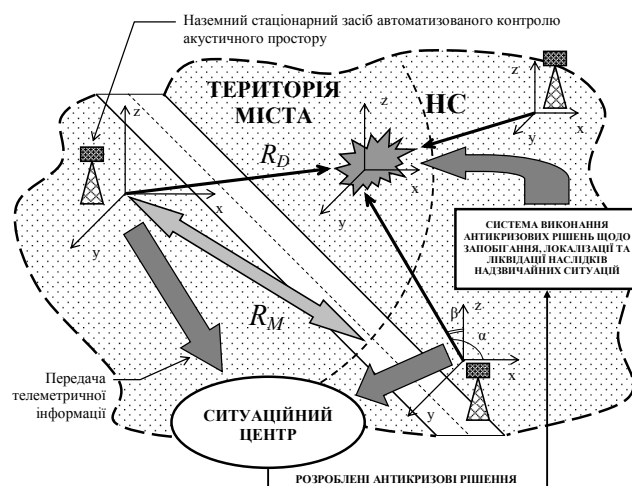 Наземний стаціонарний засіб автоматизованого контролю
акустичного простору
ТЕРИТОРІЯ
МІСТА
НС
z
x
y
z
x
y
z
x
y
R_D
R_M
СИСТЕМА ВИКОНАННЯ
АНТИКРИЗОВИХ РІШЕНЬ ЩОДО
ЗАПОБІГАННЯ, ЛОКАЛІЗАЦІЇ ТА
ЛІКВІДАЦІЇ НАСЛІДКІВ
НАДЗВИЧАЙНИХ СИТУАЦІЙ
β
z
α
x
y
Передача
телеметричної
інформації
СИТУАЦІЙНИЙ
ЦЕНТР
РОЗРОБЛЕНІ АНТИКРИЗОВІ РІШЕННЯ